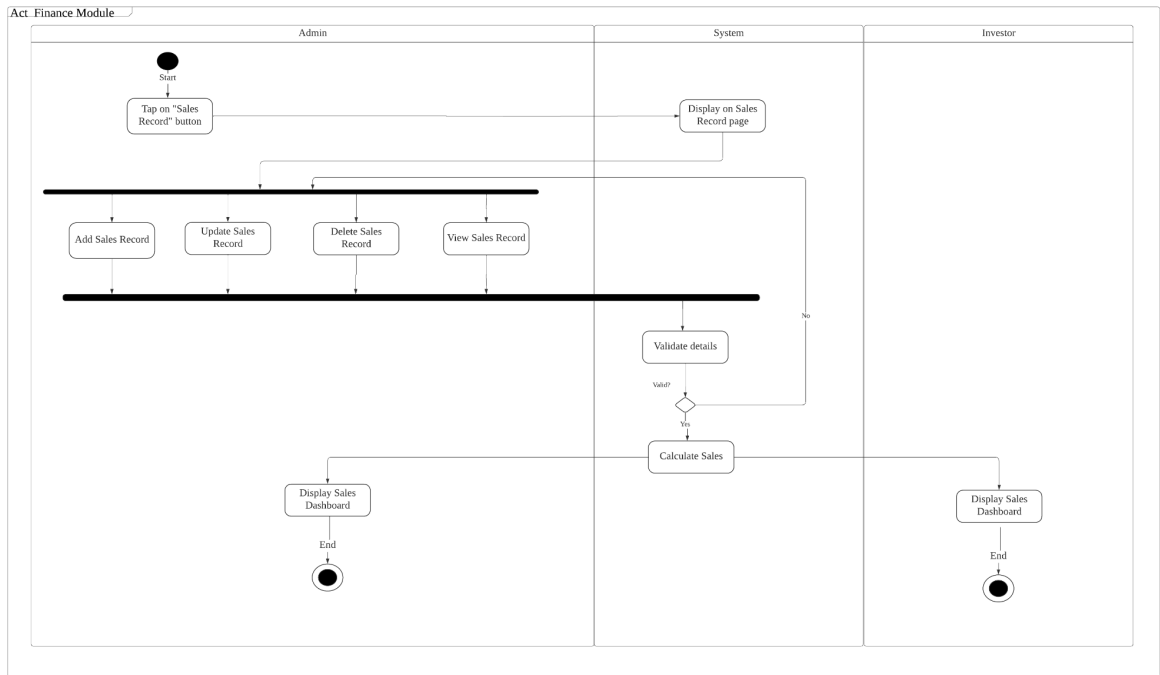 Act Finance Module
Admin
System
Investor
Start
Tap on "Sales
Record" button
Display on Sales
Record page
Add Sales Record
Update Sales
Record
Delete Sales
Record
View Sales Record
No
Validate details
Valid?
Yes
Calculate Sales
Display Sales
Dashboard
Display Sales
Dashboard
End
End